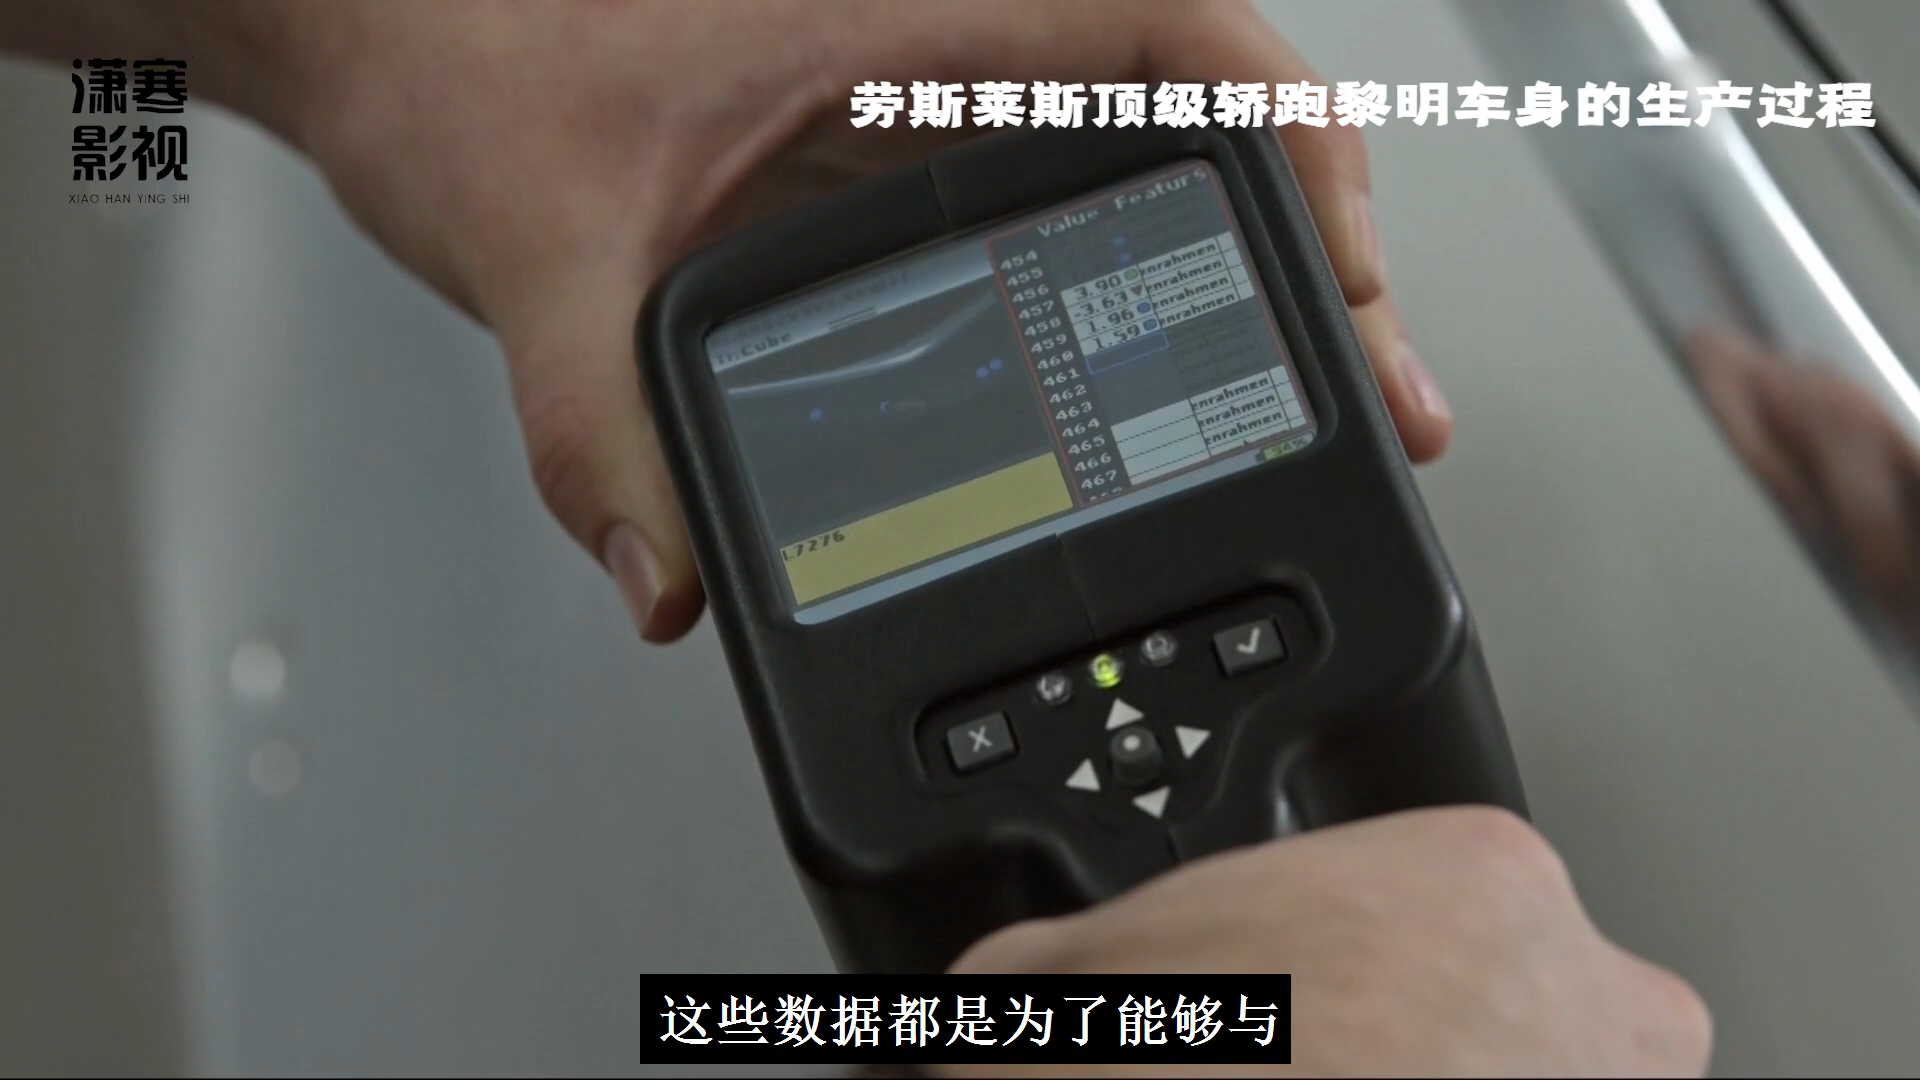 潇寒
影视
XIAO HAN YING SHI
劳斯莱斯顶级轿跑黎明车身的生产过程
Value Featurs
454
455
456 3.90 enrahmen
457 -3.63 enrahmen
458 1.96 enrahmen
459 1.59 enrahmen
460
461
462
463 enrahmen
464 enrahmen
465 enrahmen
466
467
L7276
X
这些数据都是为了能够与